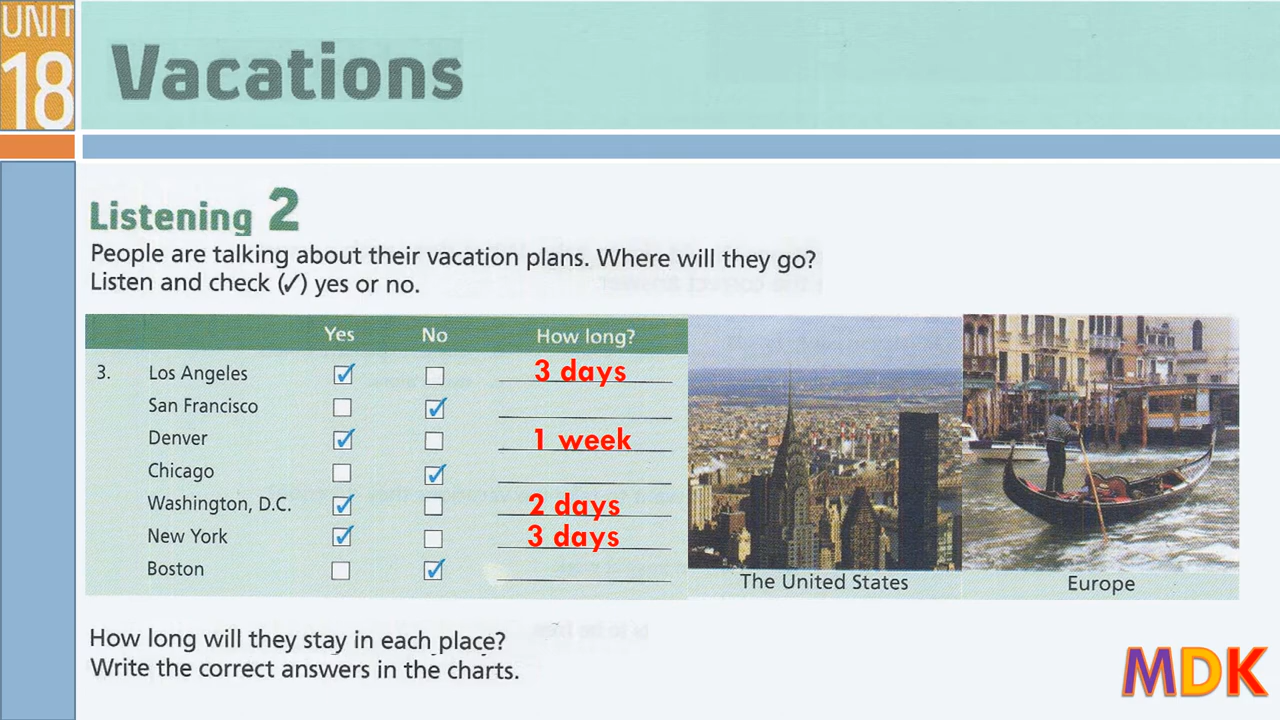 UNIT
18
Vacations
Listening 2
People are talking about their vacation plans. Where will they go?
Listen and check (✓) yes or no.
Yes No How long?
3. Los Angeles ☑ ☐ 3 days
San Francisco ☐ ☑
Denver ☑ ☐ 1 week
Chicago ☐ ☑
Washington, D.C. ☑ ☐ 2 days
New York ☑ ☐ 3 days
Boston ☐ ☑
The United States
Europe
How long will they stay in each place?
Write the correct answers in the charts.
MDK